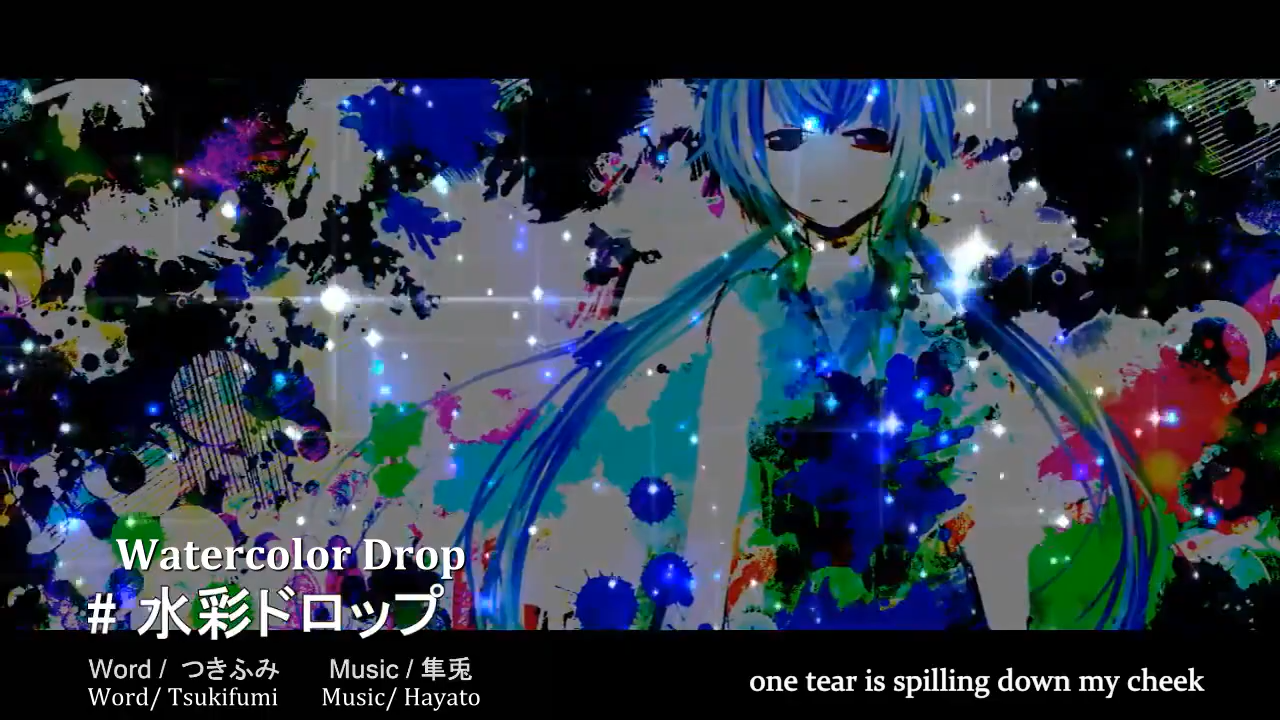 Watercolor Drop
# 水彩ドロップ
Word / つきふみ Music / 隼兎
Word/ Tsukifumi Music/ Hayato
one tear is spilling down my cheek